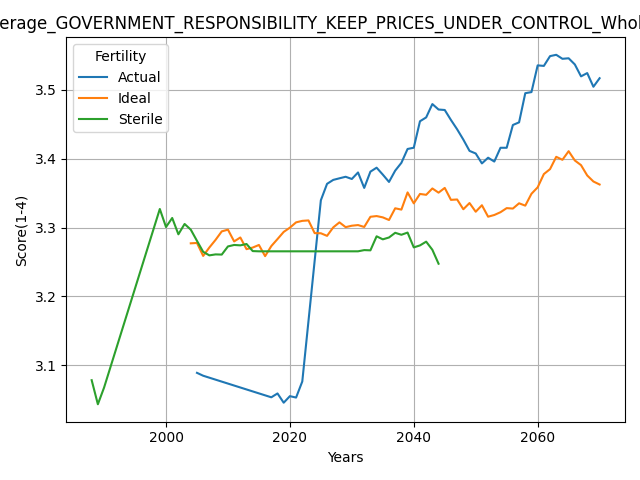 erage_GOVERNMENT_RESPONSIBILITY_KEEP_PRICES_UNDER_CONTROL_Whol
Fertility
Actual
Ideal
Sterile
Score(1-4)
3.5
3.4
3.3
3.2
3.1
2000 2020 2040 2060
Years